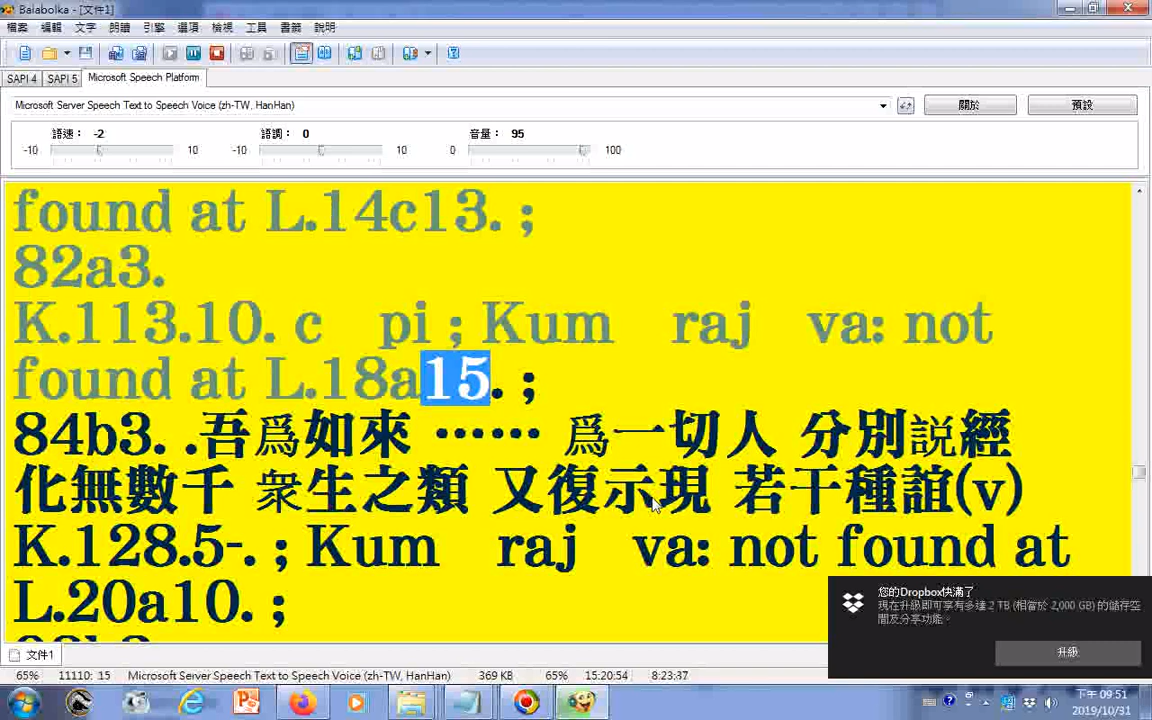 Balabolka - [文件1]
檔案 編輯 文字 朗讀 引擎 選項 檢視 工具 書籤 說明
SAPI 4 SAPI 5 Microsoft Speech Platform
Microsoft Server Speech Text to Speech Voice (zh-TW, HanHan) 關於 預設
語速： -2 語調： 0 音量： 95
-10 10 -10 10 0 100
found at L.14c13. ;
82a3.
K.113.10. c pi ; Kum raj va: not
found at L.18a15. ;
84b3. .吾爲如來 …… 爲一切人 分別説經
化無數千 衆生之類 又復示現 若干種誼(v)
K.128.5-. ; Kum raj va: not found at
L.20a10. ;
您的Dropbox快滿了
現在升級即可享有多達 2 TB (相當於 2,000 GB) 的儲存空
間及分享功能。
升級
文件1
65% 11110: 15 Microsoft Server Speech Text to Speech Voice (zh-TW, HanHan) 369 KB 65% 15:20:54 8:23:37
下午 09:51
2019/10/31